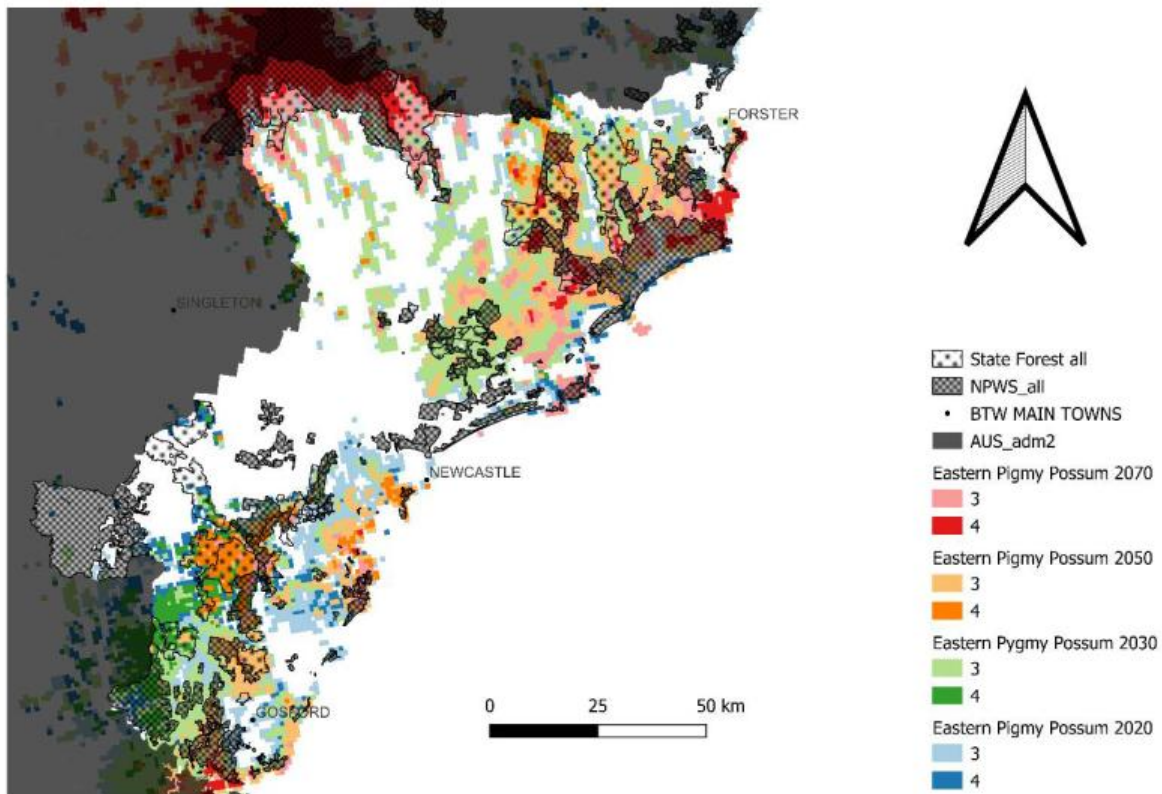 FORSTER
SINGLETON
NEWCASTLE
GOSFORD
0 25 50 km
State Forest all
NPWS_all
BTW MAIN TOWNS
AUS_adm2
Eastern Pigmy Possum 2070
3
4
Eastern Pigmy Possum 2050
3
4
Eastern Pygmy Possum 2030
3
4
Eastern Pigmy Possum 2020
3
4